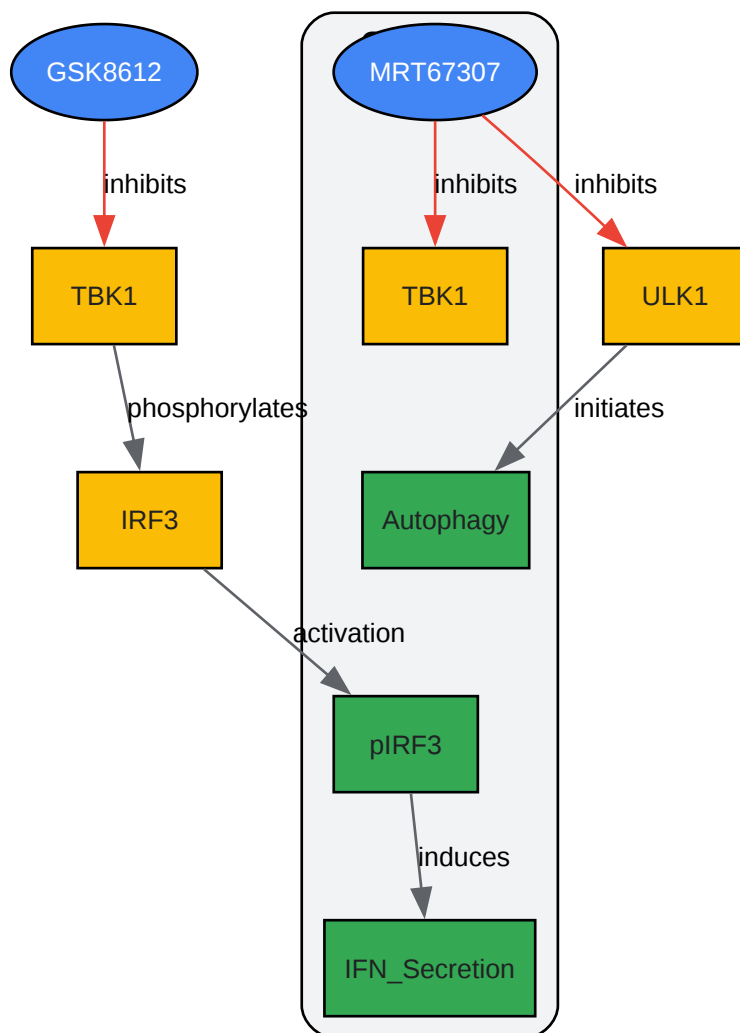 GSK8612
MRT67307
inhibits
inhibits
inhibits
TBK1
TBK1
ULK1
phosphorylates
initiates
IRF3
Autophagy
activation
pIRF3
induces
IFN_Secretion